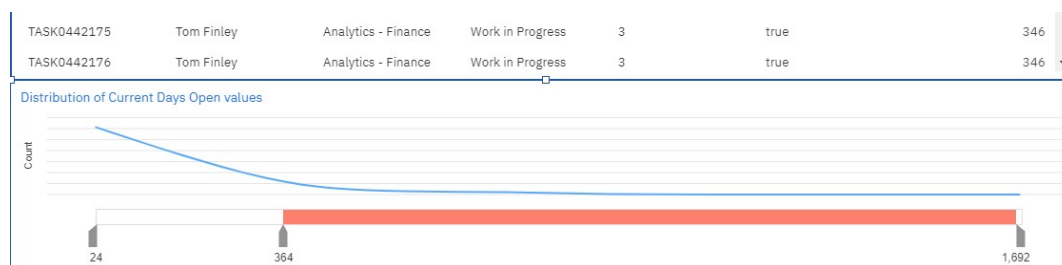 TASK0442175 Tom Finley Analytics - Finance Work in Progress 3 true 346
TASK0442176 Tom Finley Analytics - Finance Work in Progress 3 true 346
Distribution of Current Days Open values
Count
24 364 1,692